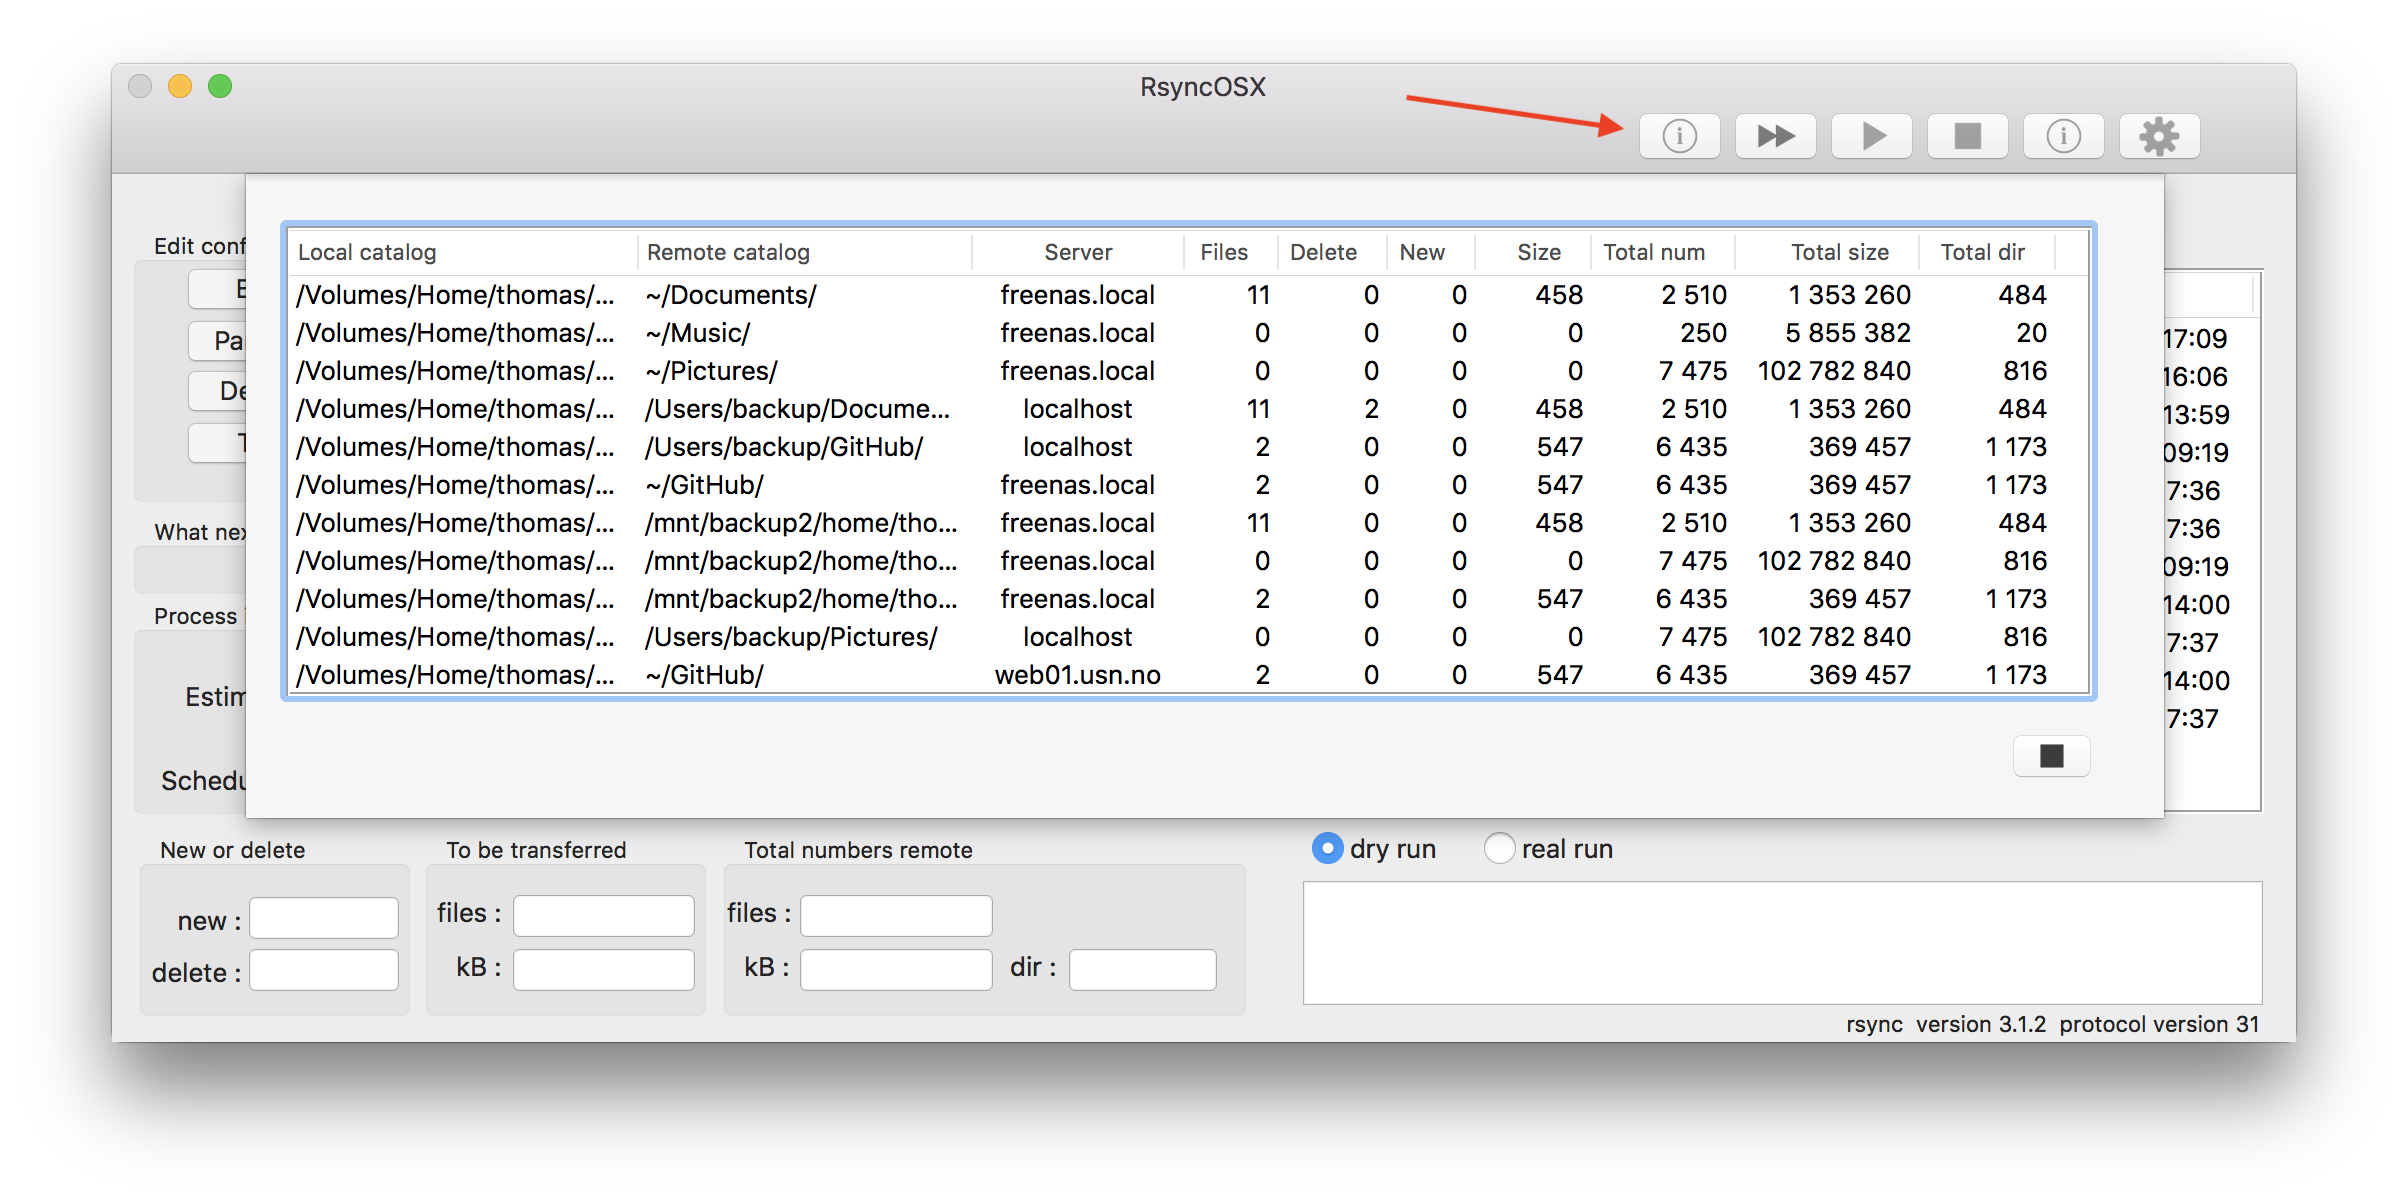 RsyncOSX
Edit conf
Pa
De
What nex
Process
Estim
Schedu
Local catalog Remote catalog Server Files Delete New Size Total num Total size Total dir
/Volumes/Home/thomas/... ~/Documents/ freenas.local 11 0 0 458 2 510 1 353 260 484
/Volumes/Home/thomas/... ~/Music/ freenas.local 0 0 0 0 250 5 855 382 20
/Volumes/Home/thomas/... ~/Pictures/ freenas.local 0 0 0 0 7 475 102 782 840 816
/Volumes/Home/thomas/... /Users/backup/Docume... localhost 11 2 0 458 2 510 1 353 260 484
/Volumes/Home/thomas/... /Users/backup/GitHub/ localhost 2 0 0 547 6 435 369 457 1 173
/Volumes/Home/thomas/... ~/GitHub/ freenas.local 2 0 0 547 6 435 369 457 1 173
/Volumes/Home/thomas/... /mnt/backup2/home/tho... freenas.local 11 0 0 458 2 510 1 353 260 484
/Volumes/Home/thomas/... /mnt/backup2/home/tho... freenas.local 0 0 0 0 7 475 102 782 840 816
/Volumes/Home/thomas/... /mnt/backup2/home/tho... freenas.local 2 0 0 547 6 435 369 457 1 173
/Volumes/Home/thomas/... /Users/backup/Pictures/ localhost 0 0 0 0 7 475 102 782 840 816
/Volumes/Home/thomas/... ~/GitHub/ web01.usn.no 2 0 0 547 6 435 369 457 1 173
17:09
16:06
13:59
09:19
7:36
7:36
09:19
14:00
7:37
14:00
7:37
New or delete
new :
delete :
To be transferred
files :
kB :
Total numbers remote
files :
kB :
dir :
dry run real run
rsync version 3.1.2 protocol version 31